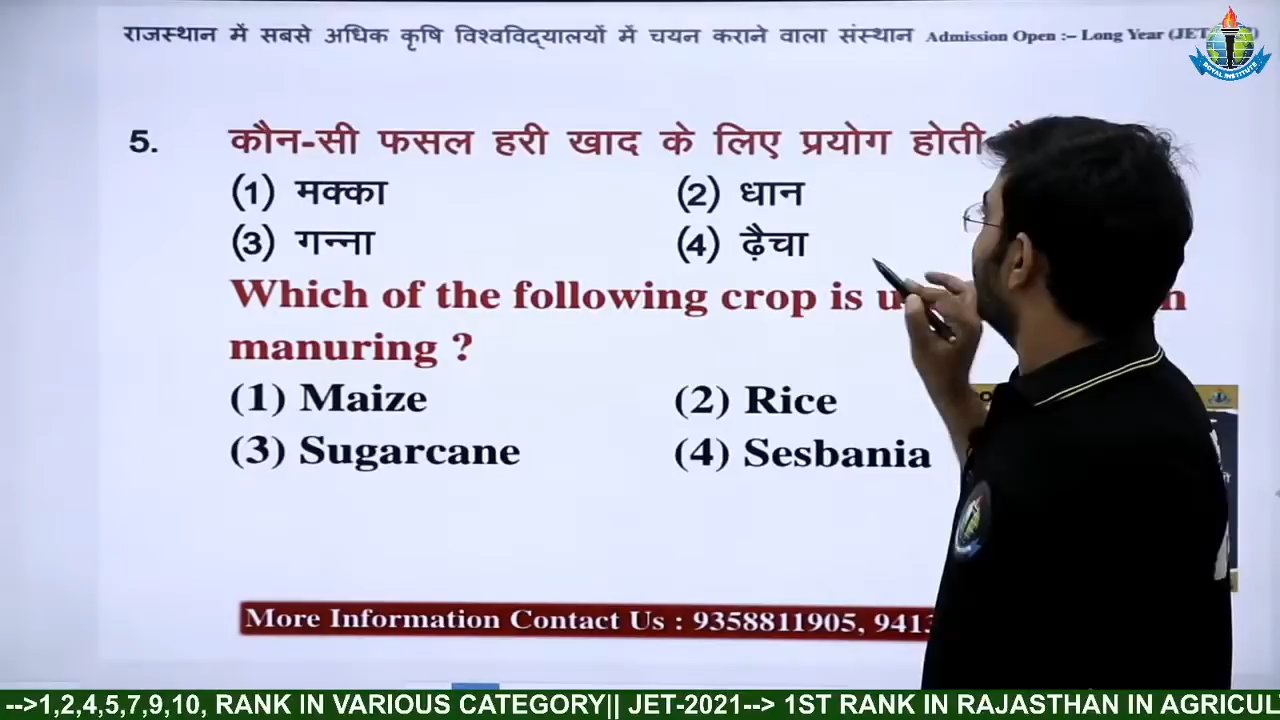 राजस्थान में सबसे अधिक कृषि विश्वविद्यालयों में चयन कराने वाला संस्थान Admission Open :– Long Year (JET
ROYAL INSTITUTE
5. कौन-सी फसल हरी खाद के लिए प्रयोग होती
(1) मक्का (2) धान
(3) गन्ना (4) ढ़ैचा
Which of the following crop is
manuring ?
(1) Maize (2) Rice
(3) Sugarcane (4) Sesbania
More Information Contact Us : 9358811905, 941
-->1,2,4,5,7,9,10, RANK IN VARIOUS CATEGORY|| JET-2021--> 1ST RANK IN RAJASTHAN IN AGRICUL